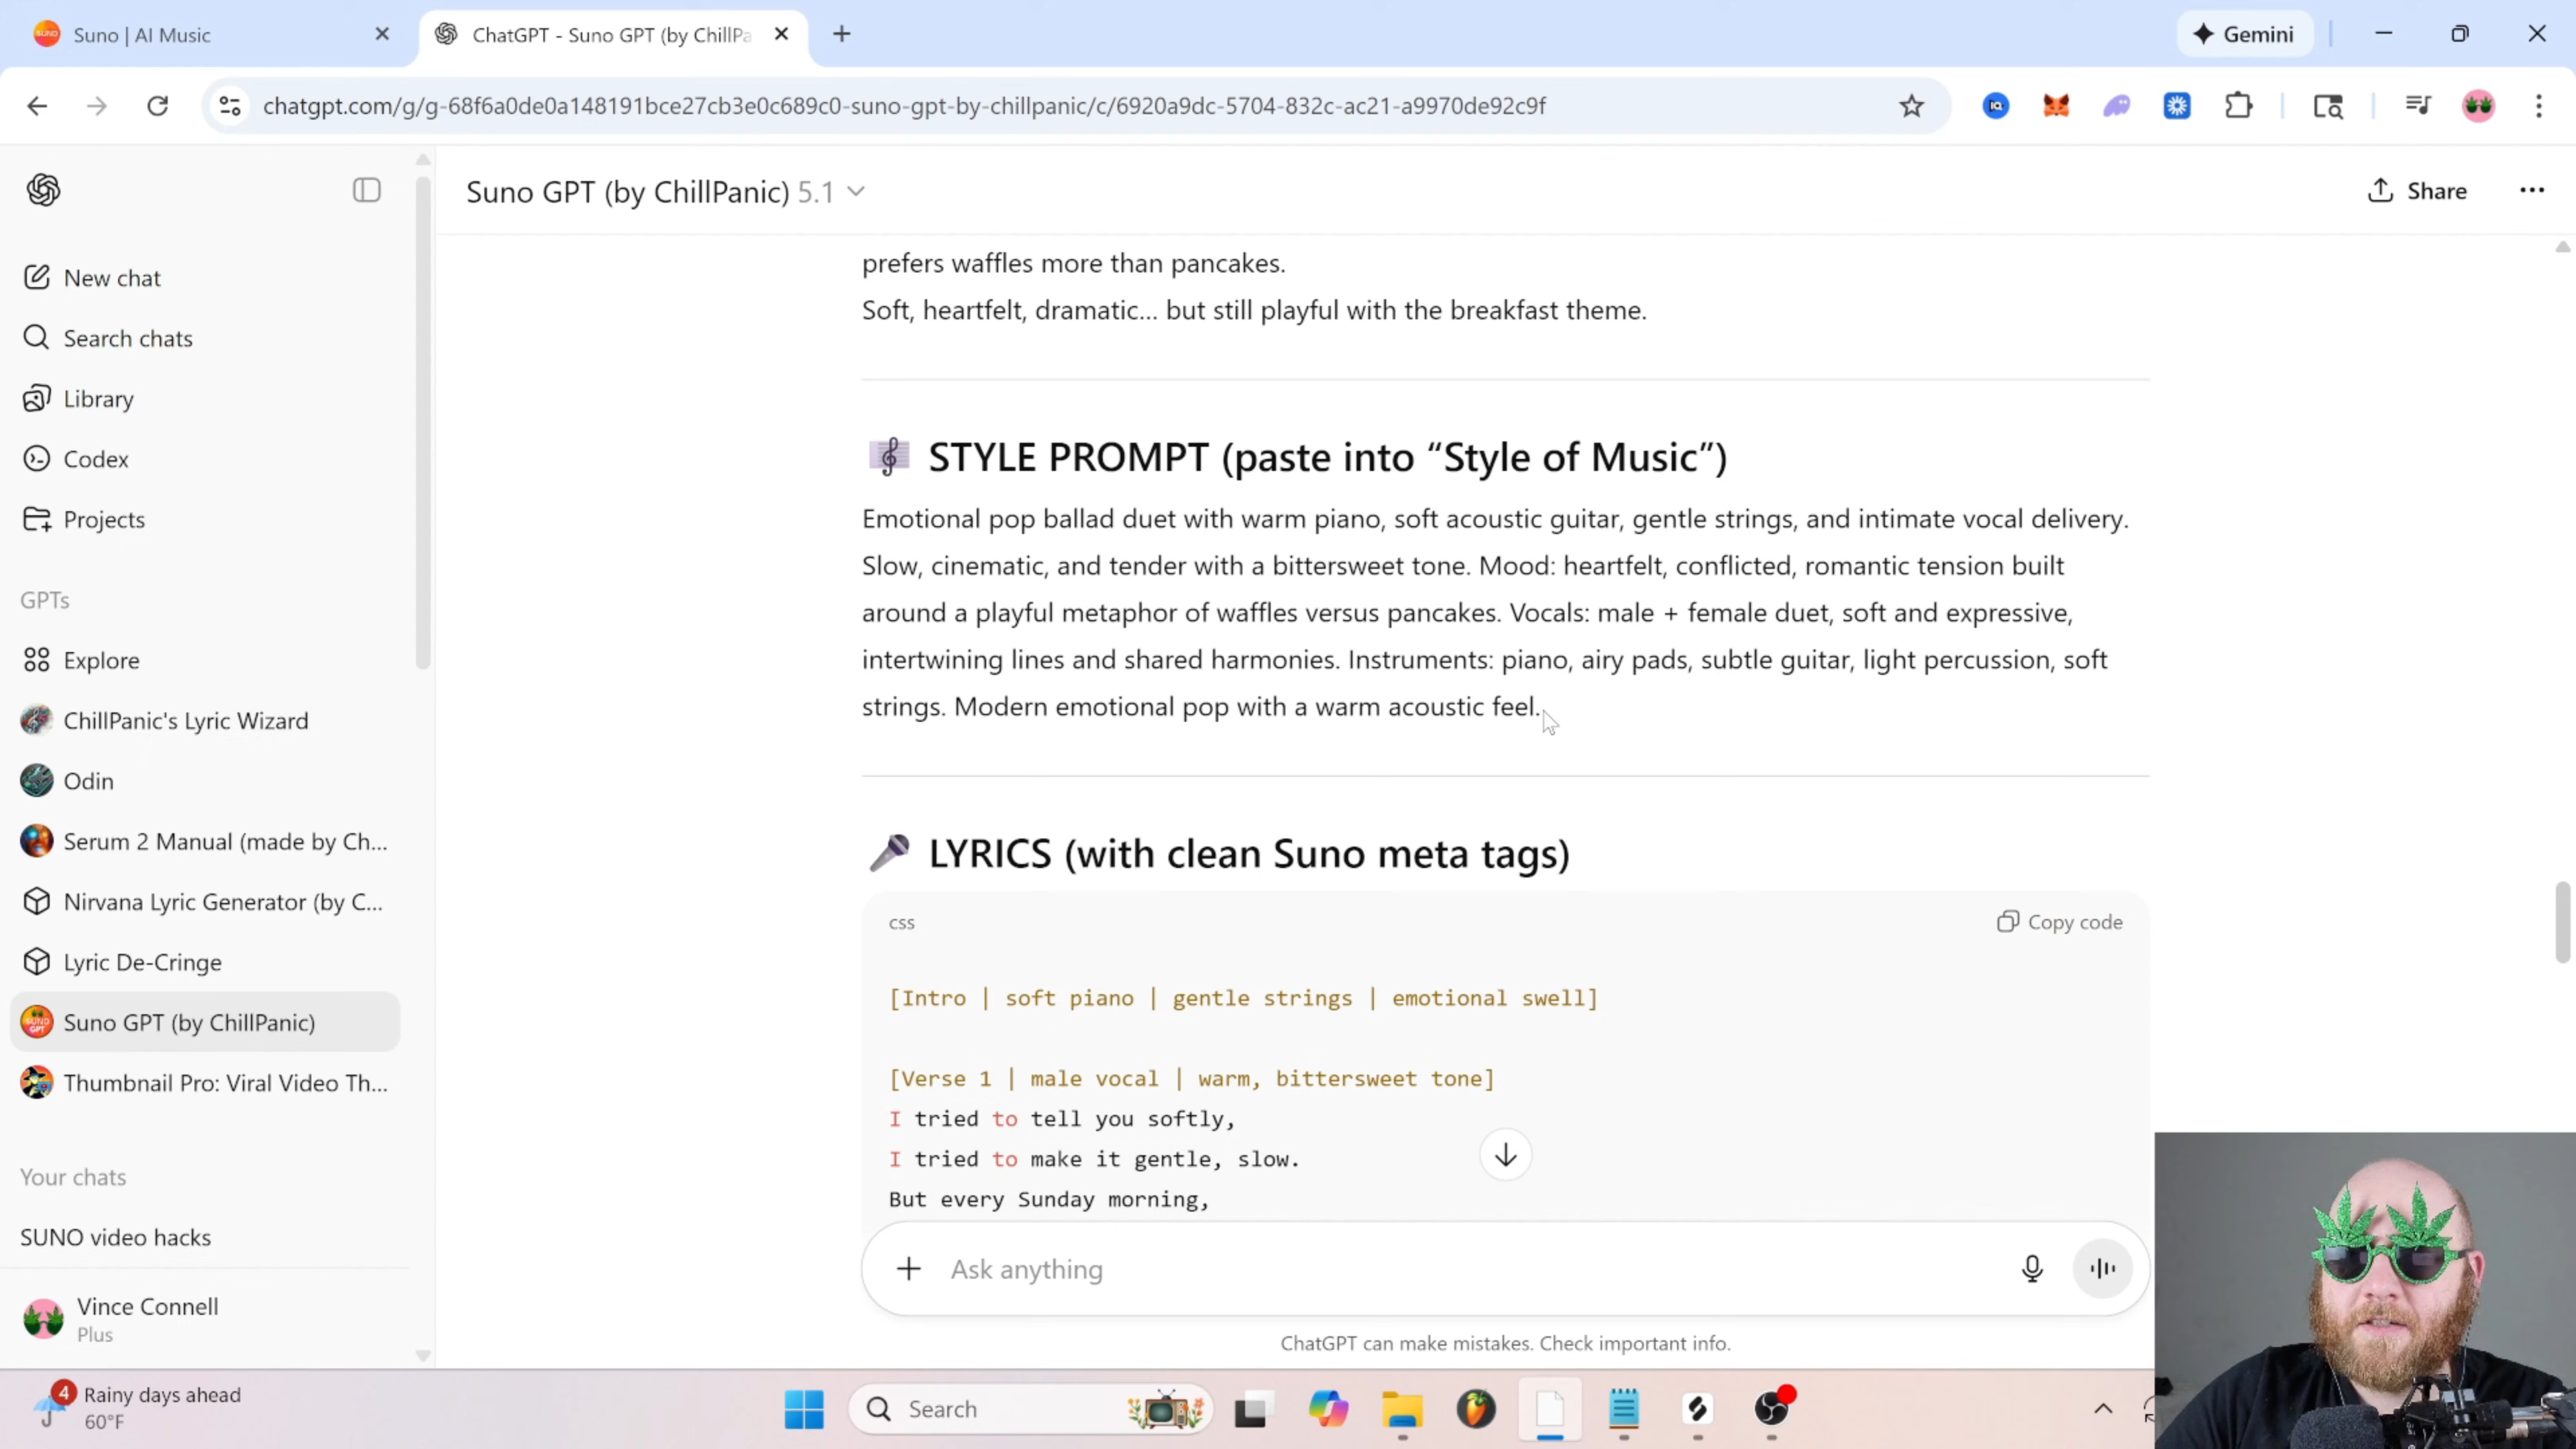 Suno | AI Music
ChatGPT - Suno GPT (by ChillPa
Gemini
chatgpt.com/g/g-68f6a0de0a148191bce27cb3e0c689c0-suno-gpt-by-chillpanic/c/6920a9dc-5704-832c-ac21-a9970de92c9f
Suno GPT (by ChillPanic) 5.1
Share
New chat
Search chats
Library
Codex
Projects
GPTs
Explore
ChillPanic's Lyric Wizard
Odin
Serum 2 Manual (made by Ch...
Nirvana Lyric Generator (by C...
Lyric De-Cringe
Suno GPT (by ChillPanic)
Thumbnail Pro: Viral Video Th...
Your chats
SUNO video hacks
Vince Connell
Plus
prefers waffles more than pancakes.
Soft, heartfelt, dramatic... but still playful with the breakfast theme.
STYLE PROMPT (paste into “Style of Music”)
Emotional pop ballad duet with warm piano, soft acoustic guitar, gentle strings, and intimate vocal delivery.
Slow, cinematic, and tender with a bittersweet tone. Mood: heartfelt, conflicted, romantic tension built
around a playful metaphor of waffles versus pancakes. Vocals: male + female duet, soft and expressive,
intertwining lines and shared harmonies. Instruments: piano, airy pads, subtle guitar, light percussion, soft
strings. Modern emotional pop with a warm acoustic feel.
LYRICS (with clean Suno meta tags)
css
Copy code
[Intro | soft piano | gentle strings | emotional swell]
[Verse 1 | male vocal | warm, bittersweet tone]
I tried to tell you softly,
I tried to make it gentle, slow.
But every Sunday morning,
Ask anything
ChatGPT can make mistakes. Check important info.
4
Rainy days ahead
60°F
Search